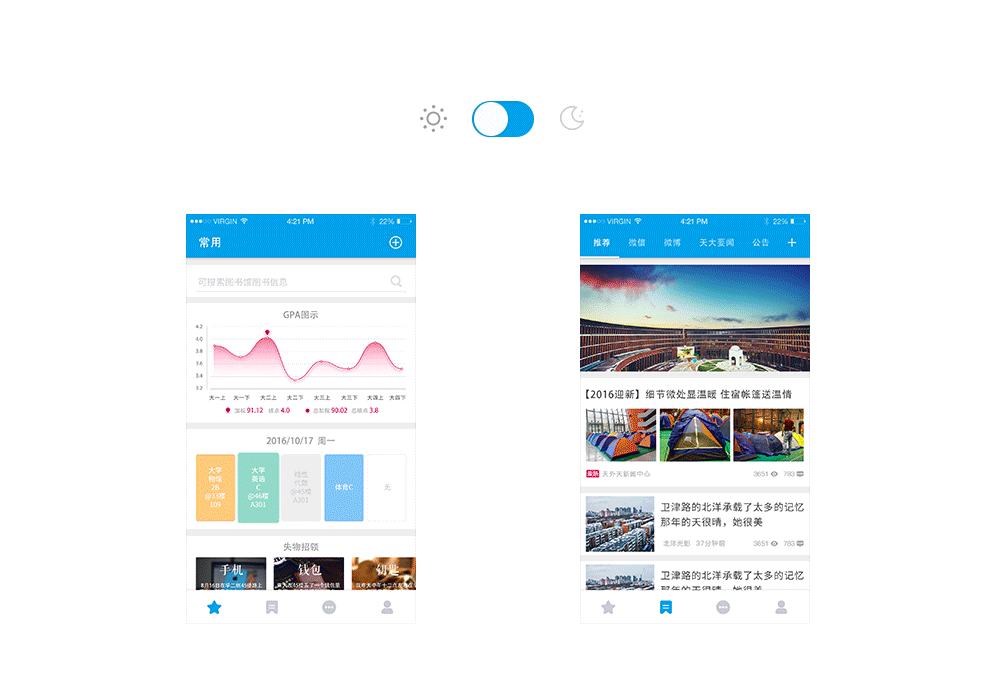 ●●●○○ VIRGIN
4:21 PM
22%
常用
可搜索图书馆图书信息
GPA图示
4.2
4.0
3.8
3.6
3.4
3.2
大一上 大一下 大二上 大二下 大三上 大三下 大四上 大四下
加权 91.12 绩点 4.0 总加权 90.02 总绩点 3.8
2016/10/17 周一
大学
物理
2B
@33楼
109
大学
英语
C
@46楼
A301
线性
代数
@45楼
A301
体育C
无
失物招领
手机
钱包
钥匙
●●●○○ VIRGIN
4:21 PM
22%
推荐 微信 微博 天大要闻 公告
【2016迎新】细节微处显温暖 住宿帐篷送温情
天外天新闻中心
3651 783
卫津路的北洋承载了太多的记忆
那年的天很晴，她很美
北洋光影 37分钟前
3651 783
卫津路的北洋承载了太多的记忆
那年的天很晴，她很美